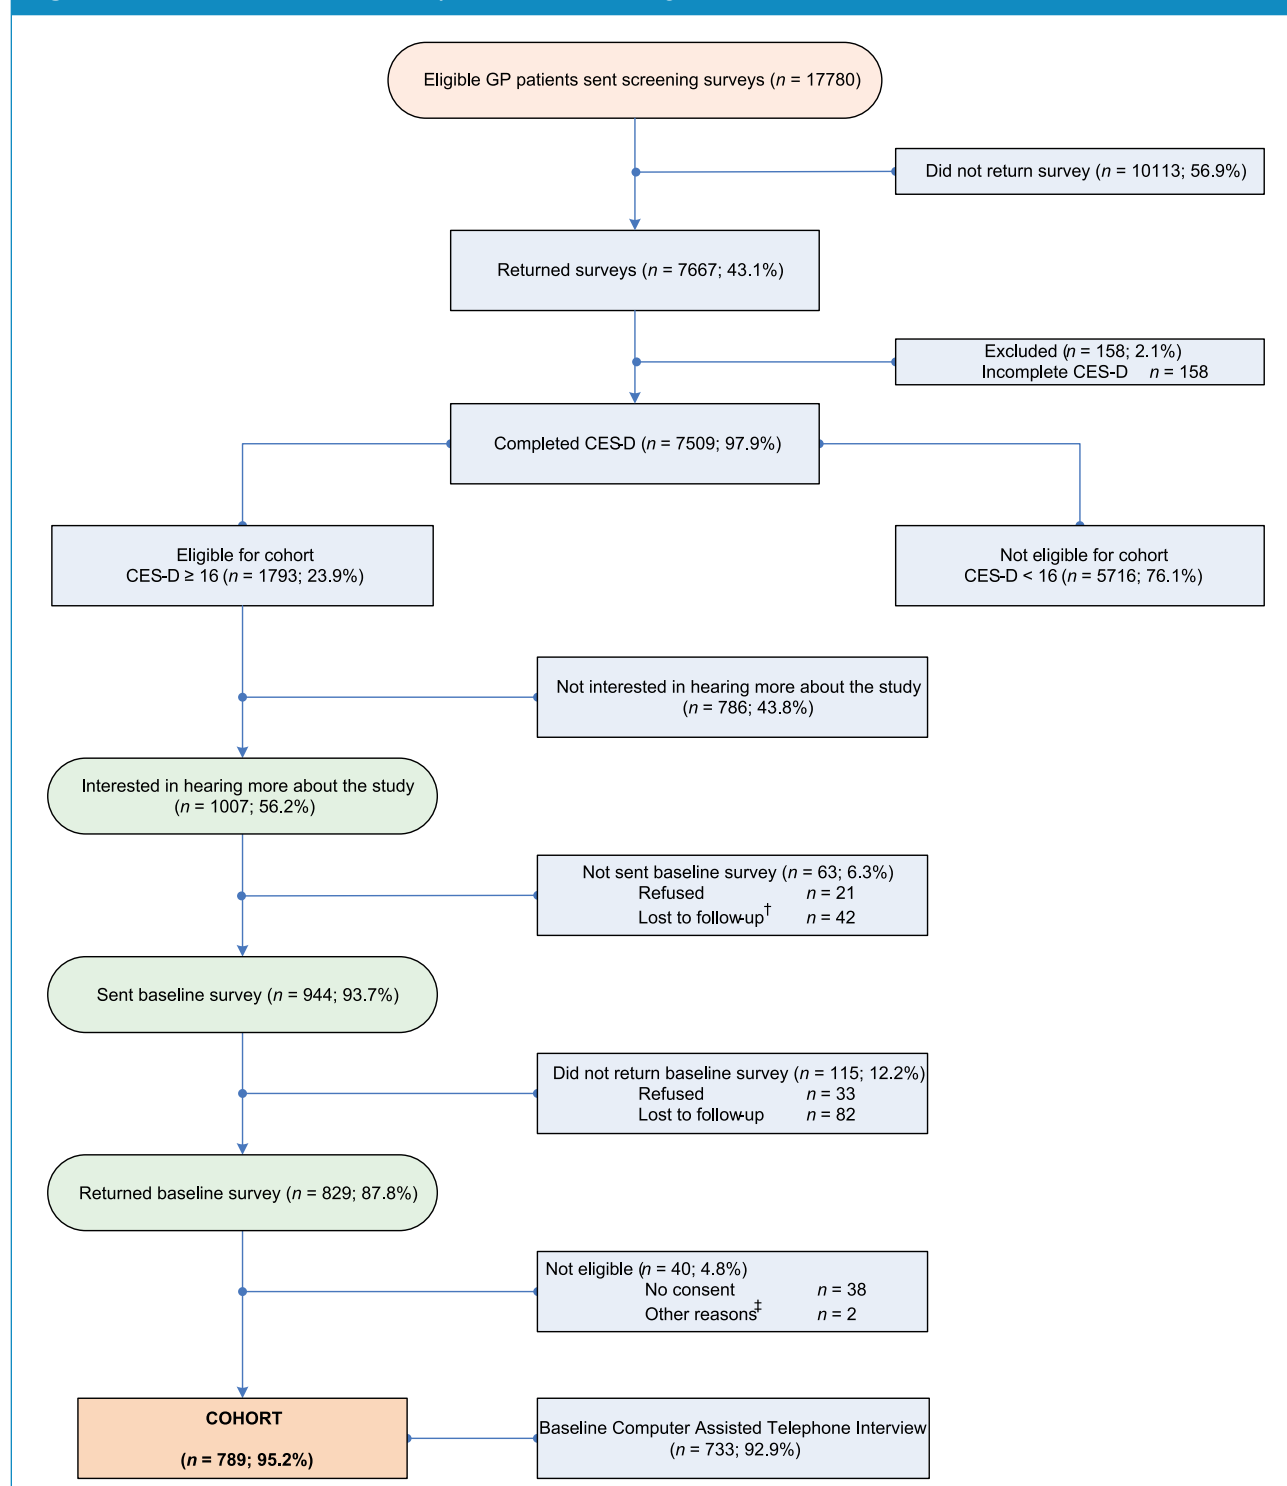 Eligible GP patients sent screening surveys (n = 17780)
Did not return survey (n = 10113; 56.9%)
Returned surveys (n = 7667; 43.1%)
Excluded (n = 158; 2.1%)
Incomplete CES-D n = 158
Completed CES-D (n = 7509; 97.9%)
Eligible for cohort
CES-D ≥ 16 (n = 1793; 23.9%)
Not eligible for cohort
CES-D < 16 (n = 5716; 76.1%)
Not interested in hearing more about the study
(n = 786; 43.8%)
Interested in hearing more about the study
(n = 1007; 56.2%)
Not sent baseline survey (n = 63; 6.3%)
Refused n = 21
Lost to follow-up† n = 42
Sent baseline survey (n = 944; 93.7%)
Did not return baseline survey (n = 115; 12.2%)
Refused n = 33
Lost to follow-up n = 82
Returned baseline survey (n = 829; 87.8%)
Not eligible (n = 40; 4.8%)
No consent n = 38
Other reasons‡ n = 2
COHORT
(n = 789; 95.2%)
Baseline Computer Assisted Telephone Interview
(n = 733; 92.9%)